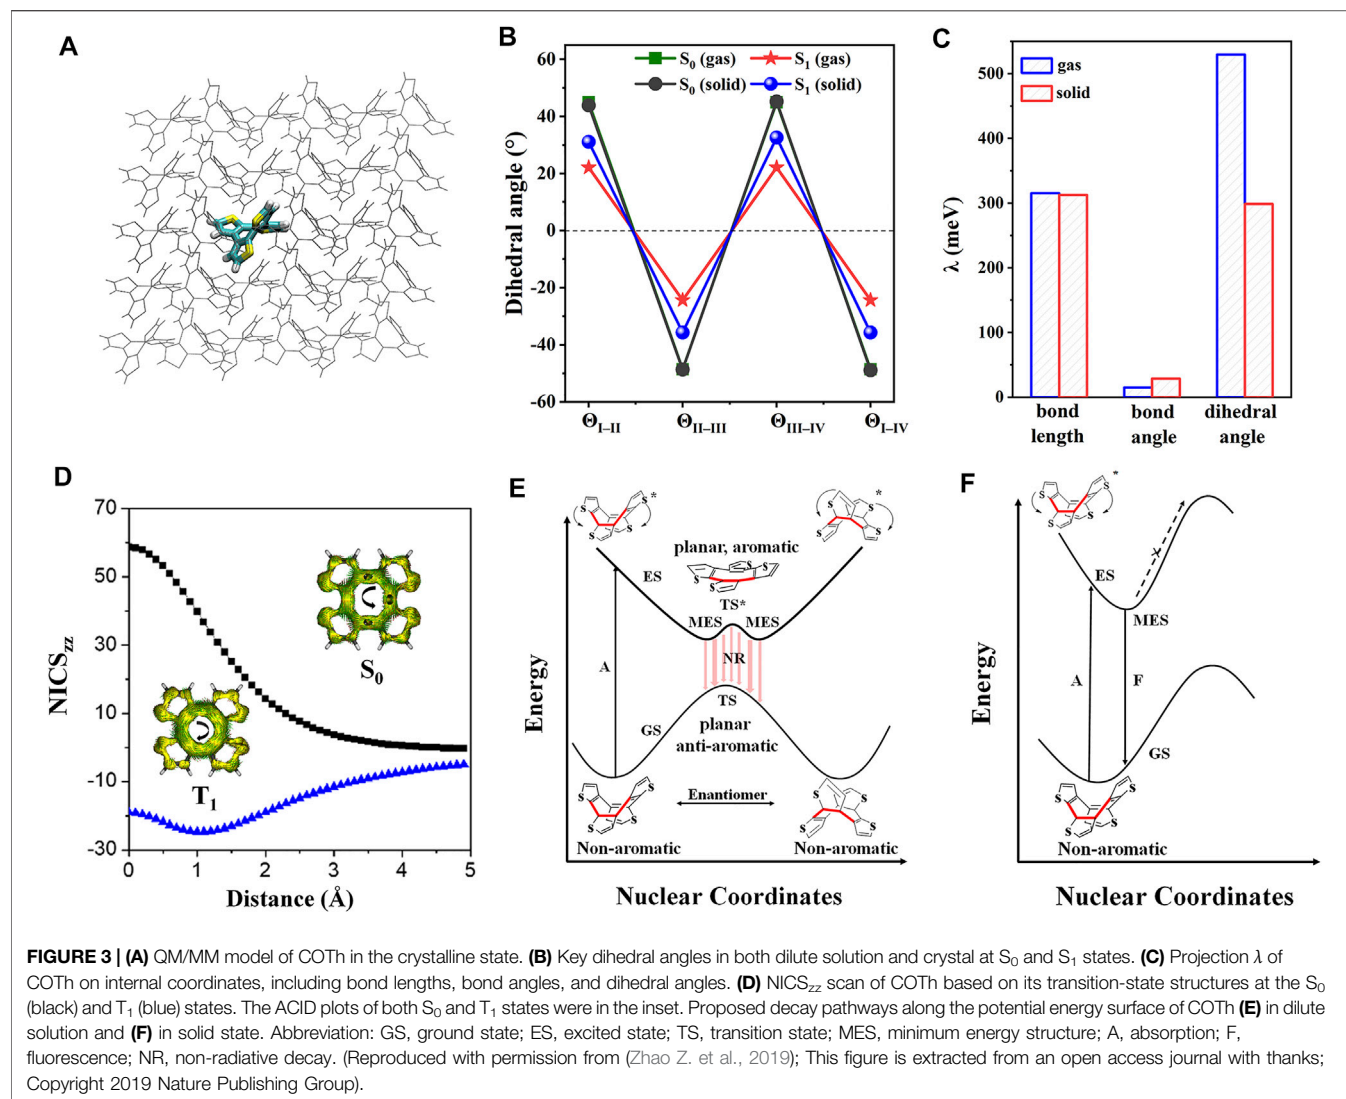 A
B
60
40
20
0
-20
-40
-60
Dihedral angle (°)
S₀ (gas)
S₁ (gas)
S₀ (solid)
S₁ (solid)
Θ_I–II
Θ_II–III
Θ_III–IV
Θ_I–IV
C
500
400
300
200
100
0
λ (meV)
gas
solid
bond length
bond angle
dihedral angle
D
70
50
30
10
-10
-30
NICS_zz
S₀
T₁
0 1 2 3 4 5
Distance (Å)
E
Energy
S
S
S
*
S
S
S
*
planar, aromatic
S
S
S
ES
TS*
MES
MES
A
NR
TS
GS
planar
anti-aromatic
S
S
S
Enantiomer
S
S
S
Non-aromatic
Non-aromatic
Nuclear Coordinates
F
Energy
S
S
S
*
ES
MES
A
F
GS
S
S
S
Non-aromatic
Nuclear Coordinates
FIGURE 3 | (A) QM/MM model of COTh in the crystalline state. (B) Key dihedral angles in both dilute solution and crystal at S₀ and S₁ states. (C) Projection λ of
COTh on internal coordinates, including bond lengths, bond angles, and dihedral angles. (D) NICS_zz scan of COTh based on its transition-state structures at the S₀
(black) and T₁ (blue) states. The ACID plots of both S₀ and T₁ states were in the inset. Proposed decay pathways along the potential energy surface of COTh (E) in dilute
solution and (F) in solid state. Abbreviation: GS, ground state; ES, excited state; TS, transition state; MES, minimum energy structure; A, absorption; F,
fluorescence; NR, non-radiative decay. (Reproduced with permission from (Zhao Z. et al., 2019); This figure is extracted from an open access journal with thanks;
Copyright 2019 Nature Publishing Group).